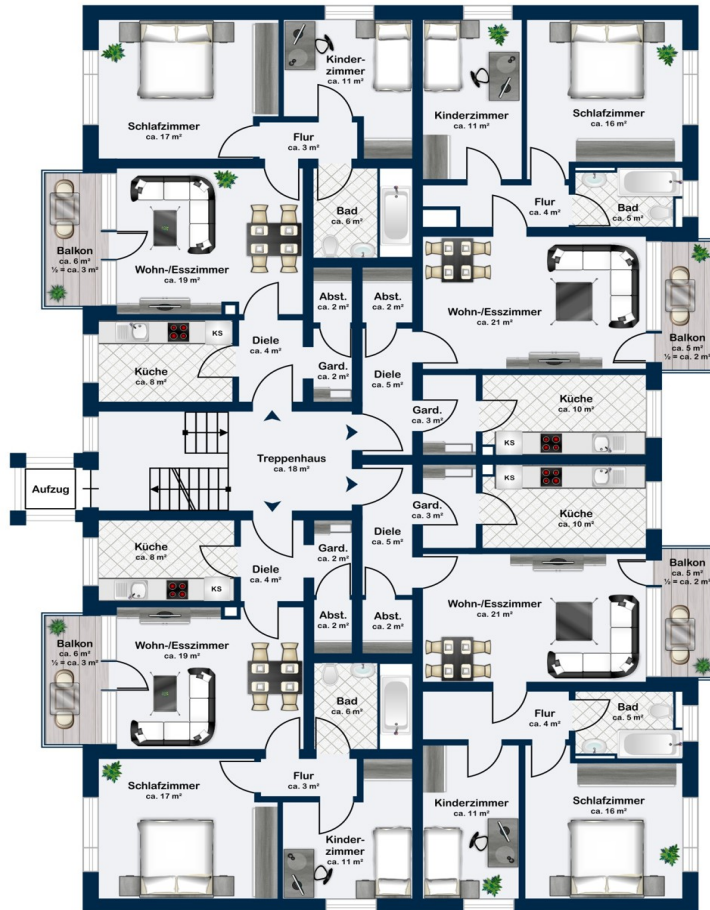 Kinder-
zimmer
ca. 11 m²
Schlafzimmer
ca. 17 m²
Flur
ca. 3 m²
Kinderzimmer
ca. 11 m²
Schlafzimmer
ca. 16 m²
Bad
ca. 6 m²
Flur
ca. 4 m²
Bad
ca. 5 m²
Balkon
ca. 6 m²
½ = ca. 3 m²
Wohn-/Esszimmer
ca. 19 m²
Abst.
ca. 2 m²
Abst.
ca. 2 m²
Wohn-/Esszimmer
ca. 21 m²
Balkon
ca. 5 m²
½ = ca. 2 m²
KS
Küche
ca. 8 m²
Diele
ca. 4 m²
Gard.
ca. 2 m²
Diele
ca. 5 m²
Gard.
ca. 3 m²
Küche
ca. 10 m²
KS
Treppenhaus
ca. 18 m²
Aufzug
KS
Küche
ca. 10 m²
Gard.
ca. 3 m²
Diele
ca. 5 m²
Küche
ca. 8 m²
KS
Diele
ca. 4 m²
Gard.
ca. 2 m²
Abst.
ca. 2 m²
Abst.
ca. 2 m²
Balkon
ca. 5 m²
½ = ca. 2 m²
Wohn-/Esszimmer
ca. 21 m²
Balkon
ca. 6 m²
½ = ca. 3 m²
Wohn-/Esszimmer
ca. 19 m²
Bad
ca. 6 m²
Flur
ca. 4 m²
Bad
ca. 5 m²
Flur
ca. 3 m²
Schlafzimmer
ca. 17 m²
Kinder-
zimmer
ca. 11 m²
Kinderzimmer
ca. 11 m²
Schlafzimmer
ca. 16 m²